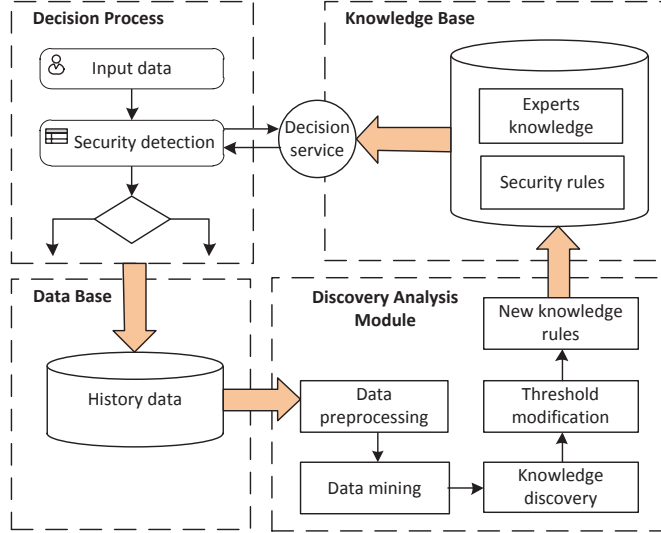 Decision Process
Input data
Security detection
Decision
service
Knowledge Base
Experts
knowledge
Security rules
Data Base
History data
Discovery Analysis
Module
Data
preprocessing
Data mining
Knowledge
discovery
Threshold
modification
New knowledge
rules